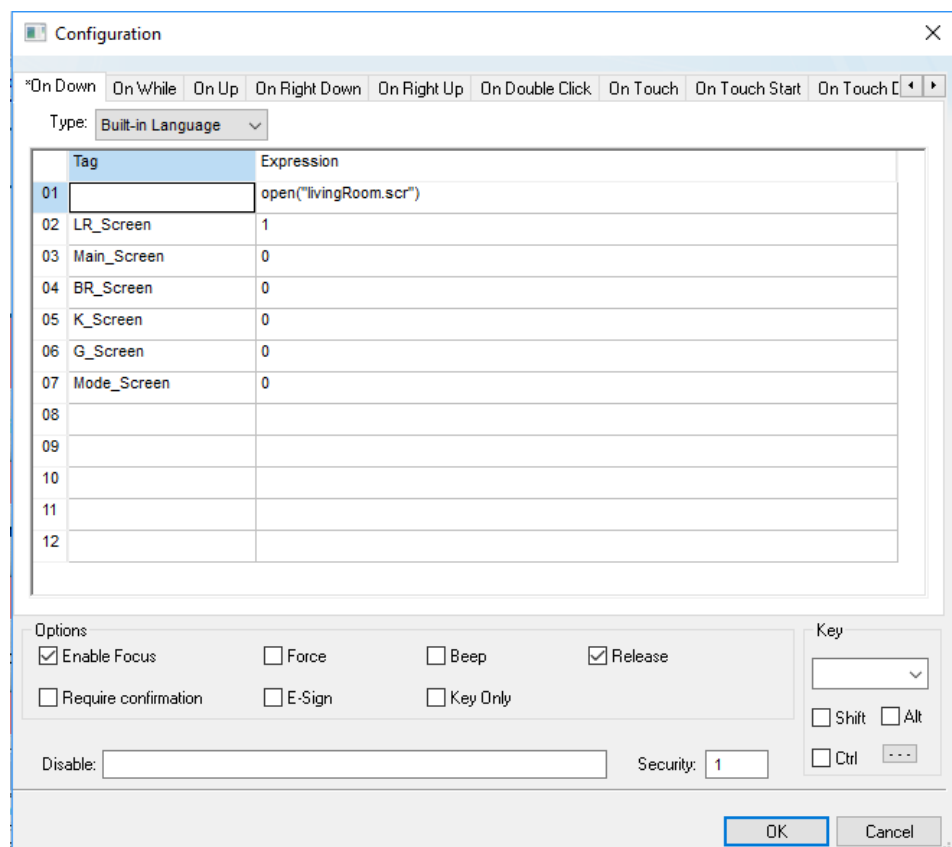 Configuration
*On Down On While On Up On Right Down On Right Up On Double Click On Touch On Touch Start On Touch D
Type: Built-in Language
Tag Expression
01 open("livingRoom.scr")
02 LR_Screen 1
03 Main_Screen 0
04 BR_Screen 0
05 K_Screen 0
06 G_Screen 0
07 Mode_Screen 0
08
09
10
11
12
Options Key
Enable Focus Force Beep Release
Require confirmation E-Sign Key Only
Shift Alt
Ctrl ...
Disable: Security: 1
OK Cancel